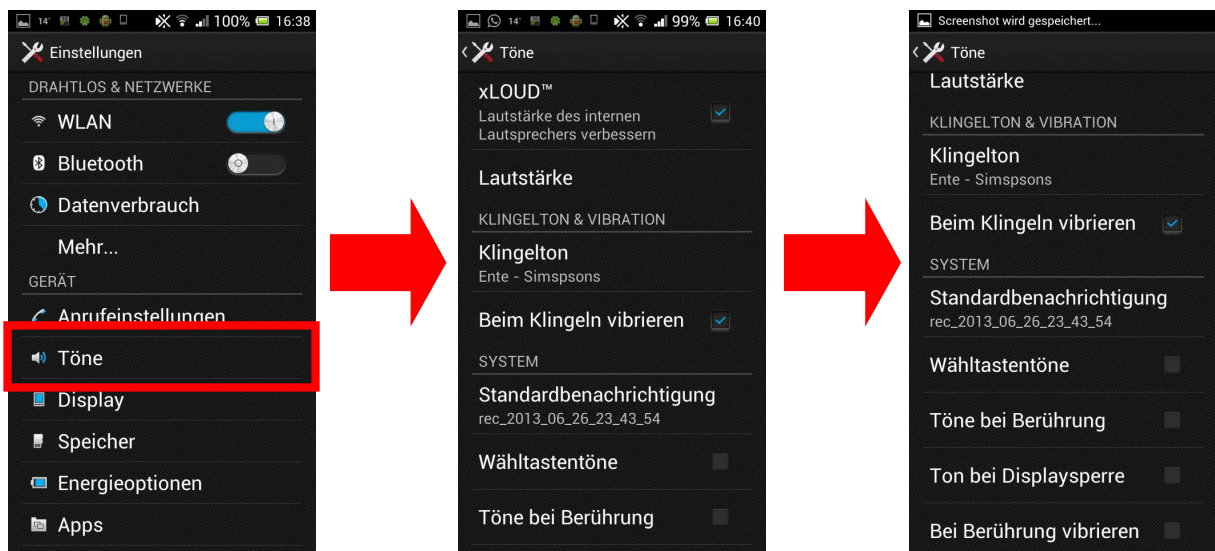 14°
100%
16:38
Einstellungen
DRAHTLOS & NETZWERKE
WLAN
Bluetooth
Datenverbrauch
Mehr...
GERÄT
Anrufeinstellungen
Töne
Display
Speicher
Energieoptionen
Apps
14°
99%
16:40
Töne
xLOUD™
Lautstärke des internen
Lautsprechers verbessern
Lautstärke
KLINGELTON & VIBRATION
Klingelton
Ente - Simspsons
Beim Klingeln vibrieren
SYSTEM
Standardbenachrichtigung
rec_2013_06_26_23_43_54
Wähltastentöne
Töne bei Berührung
Screenshot wird gespeichert...
Töne
Lautstärke
KLINGELTON & VIBRATION
Klingelton
Ente - Simspsons
Beim Klingeln vibrieren
SYSTEM
Standardbenachrichtigung
rec_2013_06_26_23_43_54
Wähltastentöne
Töne bei Berührung
Ton bei Displaysperre
Bei Berührung vibrieren